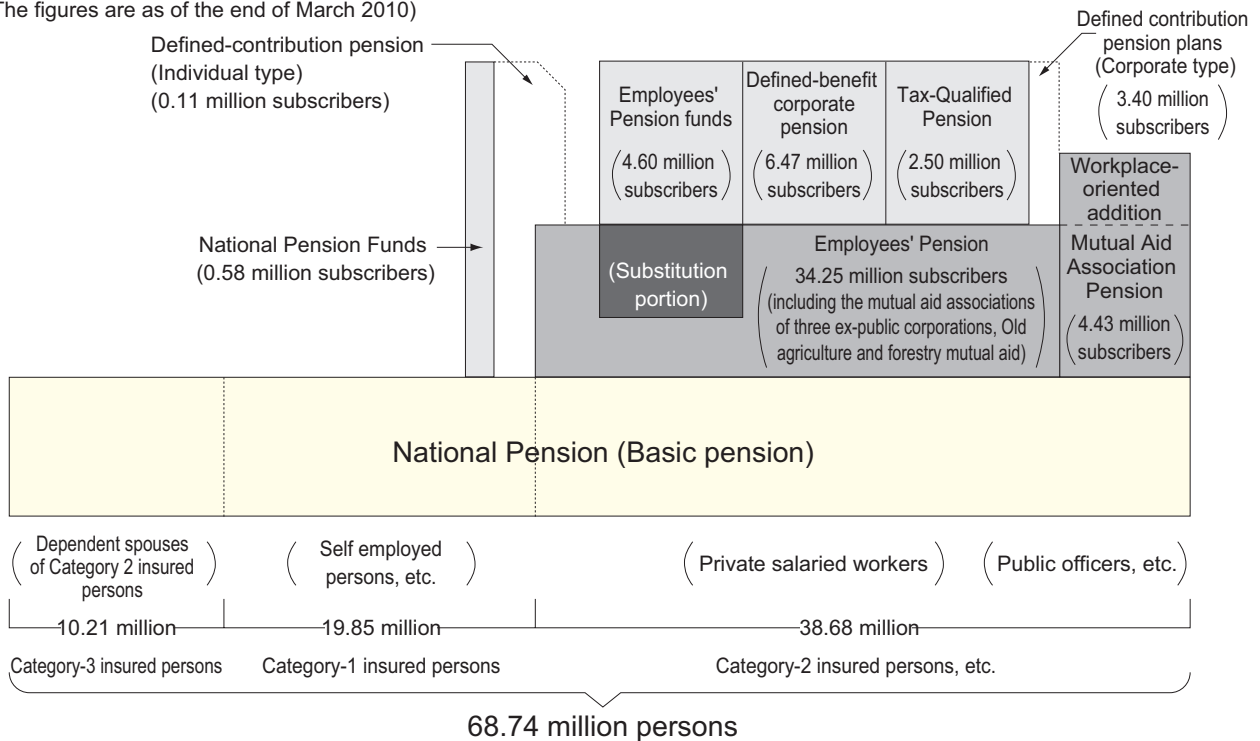 The figures are as of the end of March 2010)
Defined-contribution pension
(Individual type)
(0.11 million subscribers)
National Pension Funds
(0.58 million subscribers)
Employees'
Pension funds
(4.60 million
subscribers)
Defined-benefit
corporate
pension
(6.47 million
subscribers)
Tax-Qualified
Pension
(2.50 million
subscribers)
Defined contribution
pension plans
(Corporate type)
(3.40 million
subscribers)
Workplace-
oriented
addition
(Substitution
portion)
Employees' Pension
(34.25 million subscribers
(including the mutual aid associations
of three ex-public corporations, Old
agriculture and forestry mutual aid))
Mutual Aid
Association
Pension
(4.43 million
subscribers)
National Pension (Basic pension)
(Dependent spouses
of Category 2 insured
persons)
(Self employed
persons, etc.)
(Private salaried workers)
(Public officers, etc.)
10.21 million
19.85 million
38.68 million
Category-3 insured persons
Category-1 insured persons
Category-2 insured persons, etc.
68.74 million persons